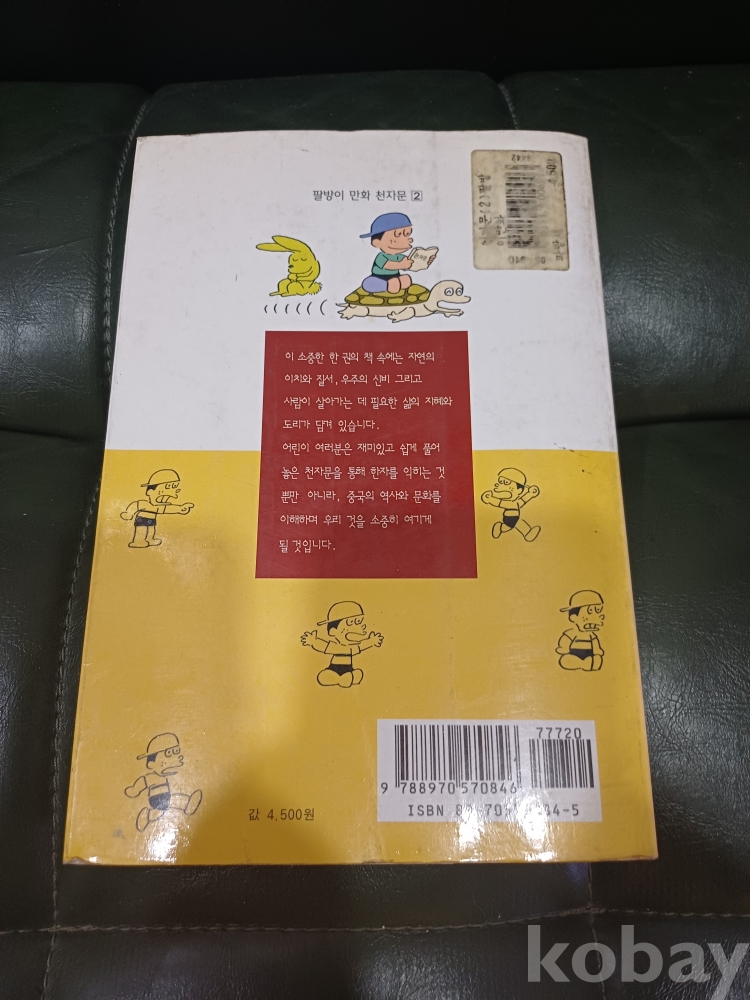 팔방이 만화 천자문 2
이 소중한 한 권의 책 속에는 자연의
이치와 질서, 우주의 신비 그리고
사람이 살아가는 데 필요한 삶의 지혜와
도리가 담겨 있습니다.
어린이 여러분은 재미있고 쉽게 풀어
놓은 천자문을 통해 한자를 익히는 것
뿐만 아니라, 중국의 역사와 문화를
이해하며 우리 것을 소중히 여기게
될 것입니다.
77720
9 788970 570846
ISBN
4-5
값 4,500원
kobay